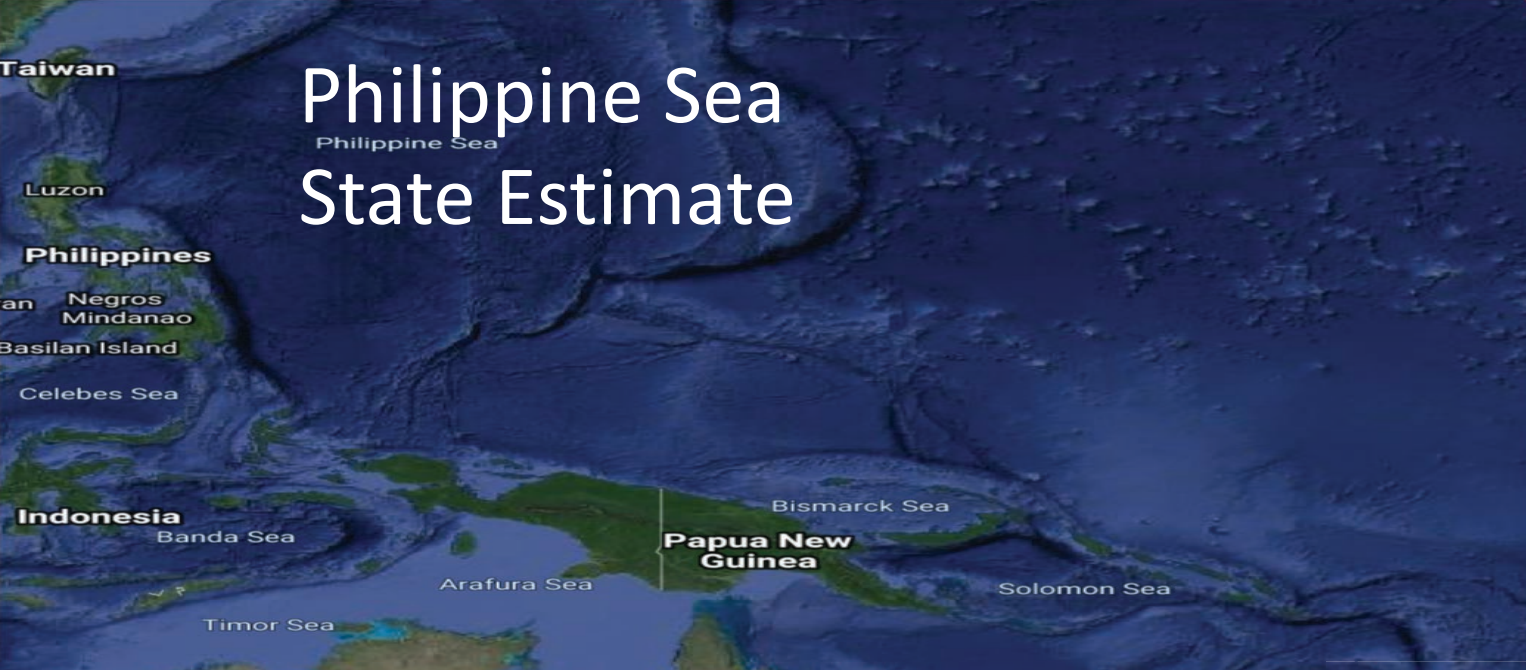 Taiwan
Philippine Sea
Philippine Sea
State Estimate
Luzon
Philippines
an Negros
Mindanao
Basilan Island
Celebes Sea
Indonesia
Banda Sea
Bismarck Sea
Papua New
Guinea
Arafura Sea
Solomon Sea
Timor Sea